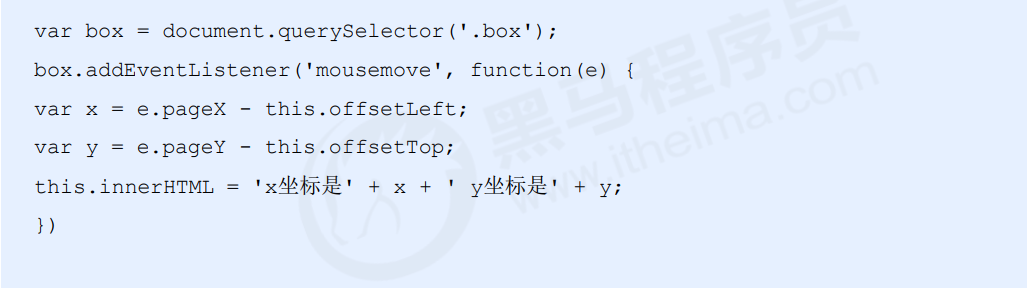 var box = document.querySelector('.box');
box.addEventListener('mousemove', function(e) {
var x = e.pageX - this.offsetLeft;
var y = e.pageY - this.offsetTop;
this.innerHTML = 'x坐标是' + x + ' y坐标是' + y;
})
黑马程序员
www.itheima.com